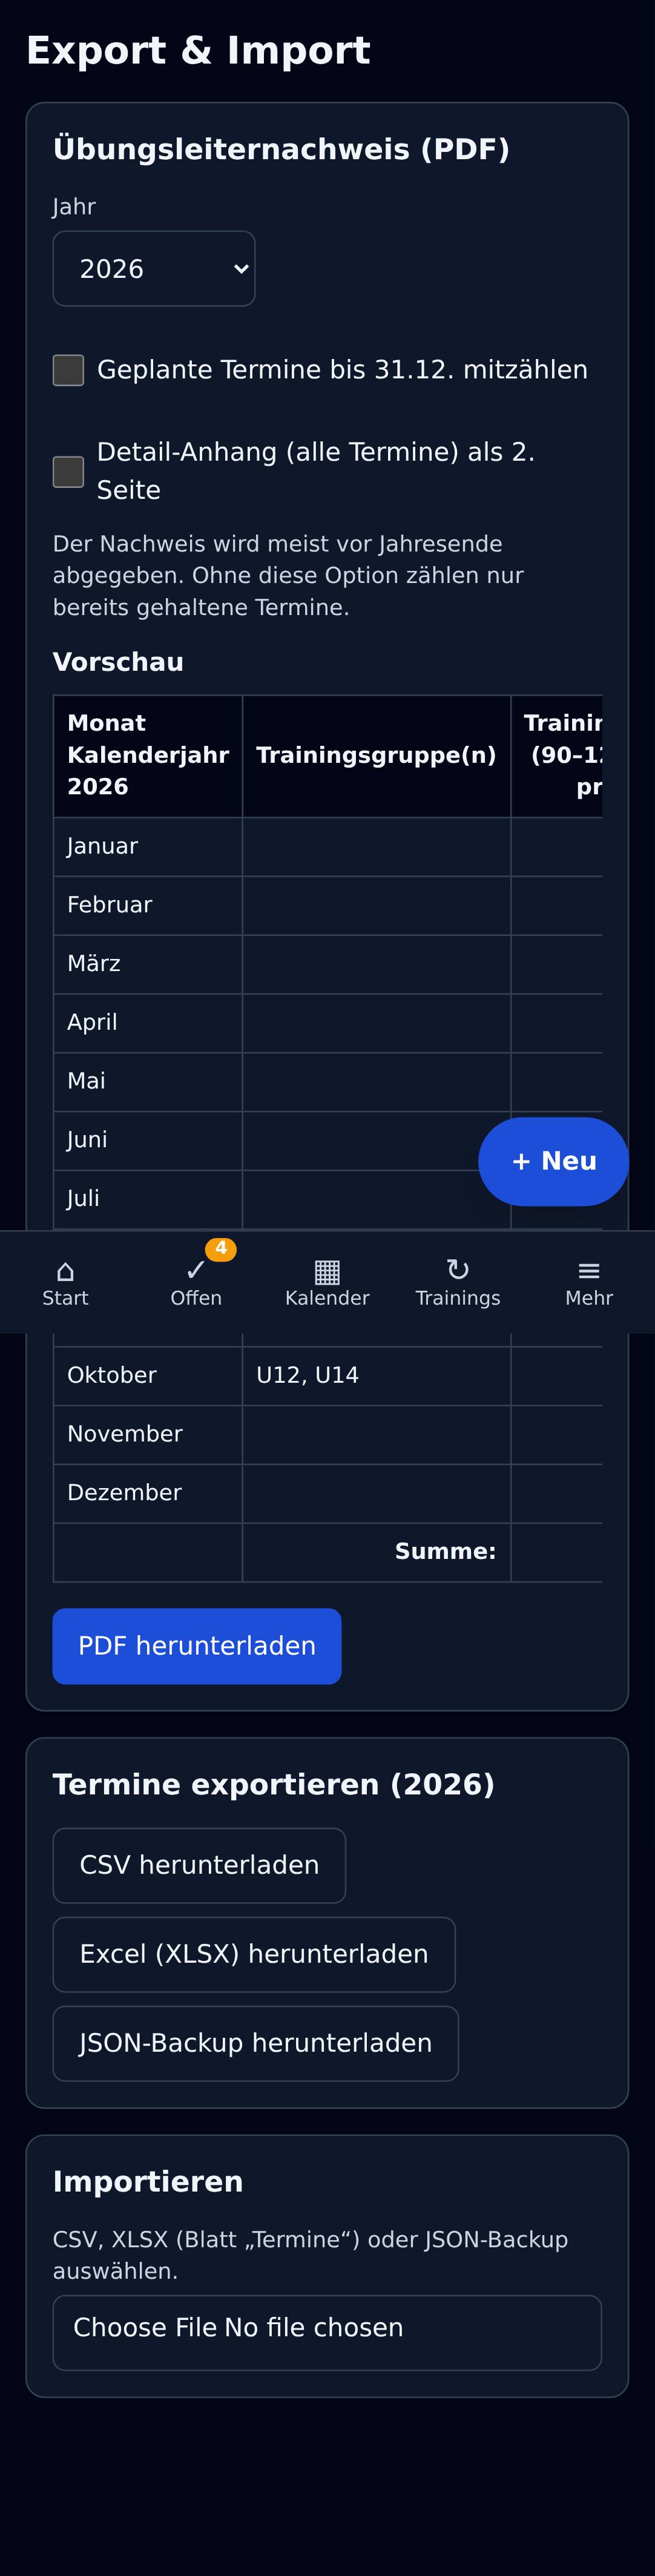 Export & Import
Übungsleiternachweis (PDF)
Jahr
2026
Geplante Termine bis 31.12. mitzählen
Detail-Anhang (alle Termine) als 2.
Seite
Der Nachweis wird meist vor Jahresende
abgegeben. Ohne diese Option zählen nur
bereits gehaltene Termine.
Vorschau
Monat
Kalenderjahr
2026
Trainingsgruppe(n)
(90–12
Januar
Februar
März
April
Mai
Juni
Juli
+ Neu
4
Start
Offen
Kalender
Trainings
Mehr
Oktober
U12, U14
November
Dezember
Summe:
PDF herunterladen
Termine exportieren (2026)
CSV herunterladen
Excel (XLSX) herunterladen
JSON-Backup herunterladen
Importieren
CSV, XLSX (Blatt „Termine“) oder JSON-Backup
auswählen.
Choose File No file chosen